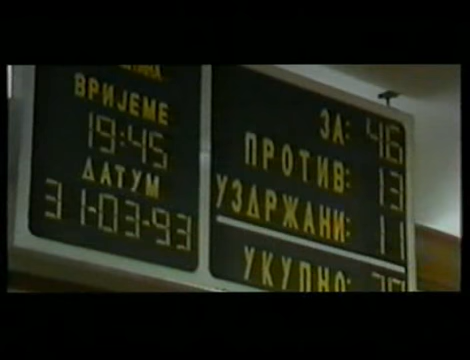 ВРИЈЕМЕ
19:45
ДАТУМ
31-03-93
ЗА: 46
ПРОТИВ: 13
УЗДРЖАНИ: 11
УКУПНО: